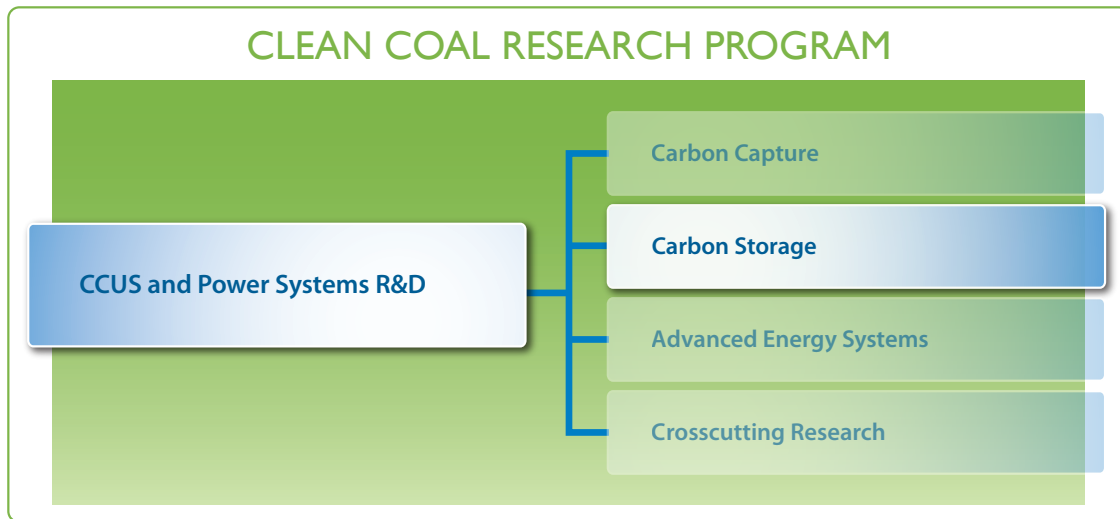 CLEAN COAL RESEARCH PROGRAM
CCUS and Power Systems R&D
Carbon Capture
Carbon Storage
Advanced Energy Systems
Crosscutting Research